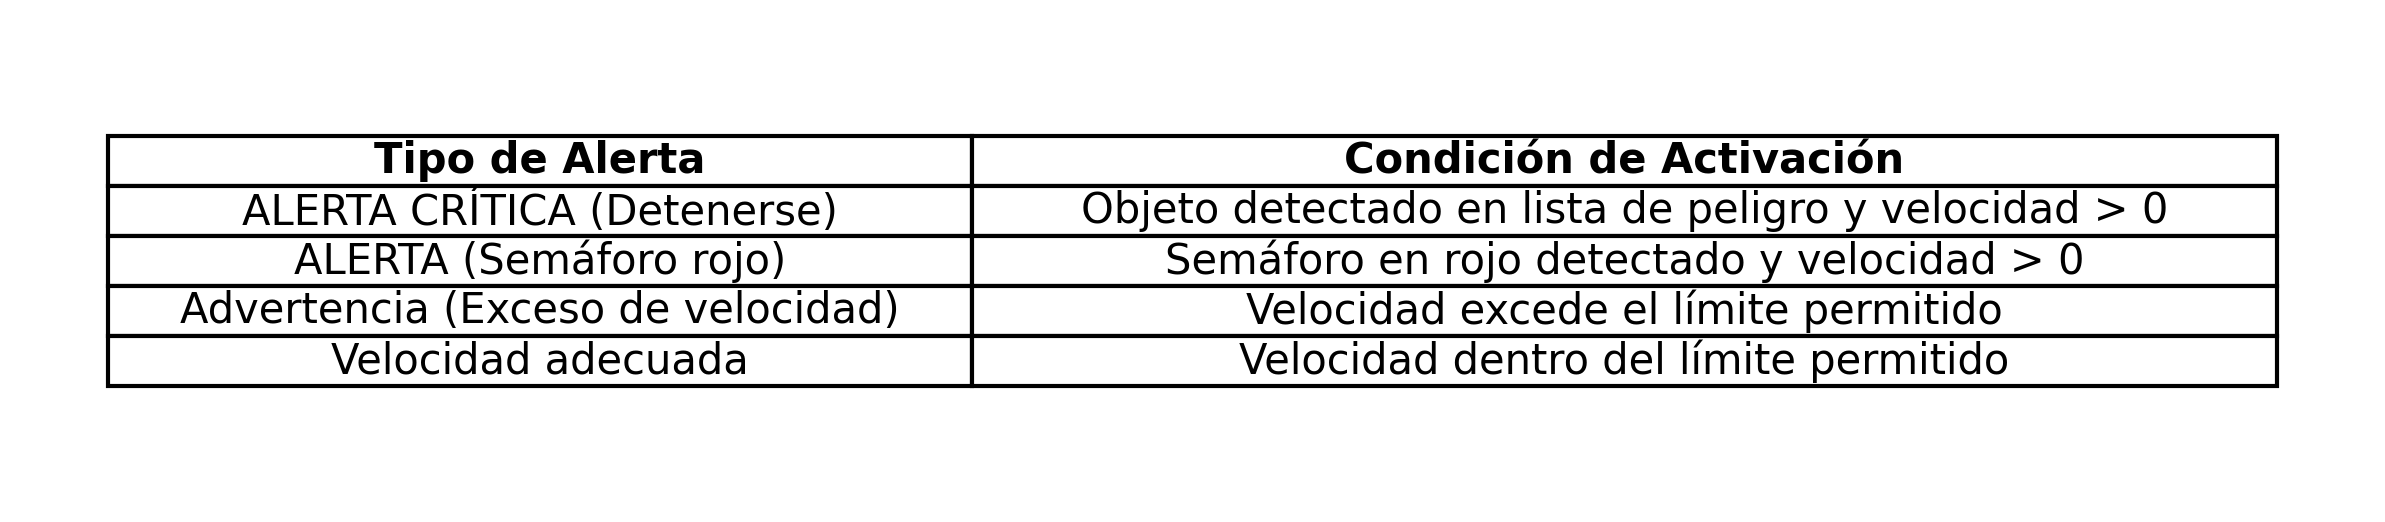 Tipo de Alerta Condición de Activación
ALERTA CRÍTICA (Detenerse) Objeto detectado en lista de peligro y velocidad > 0
ALERTA (Semáforo rojo) Semáforo en rojo detectado y velocidad > 0
Advertencia (Exceso de velocidad) Velocidad excede el límite permitido
Velocidad adecuada Velocidad dentro del límite permitido